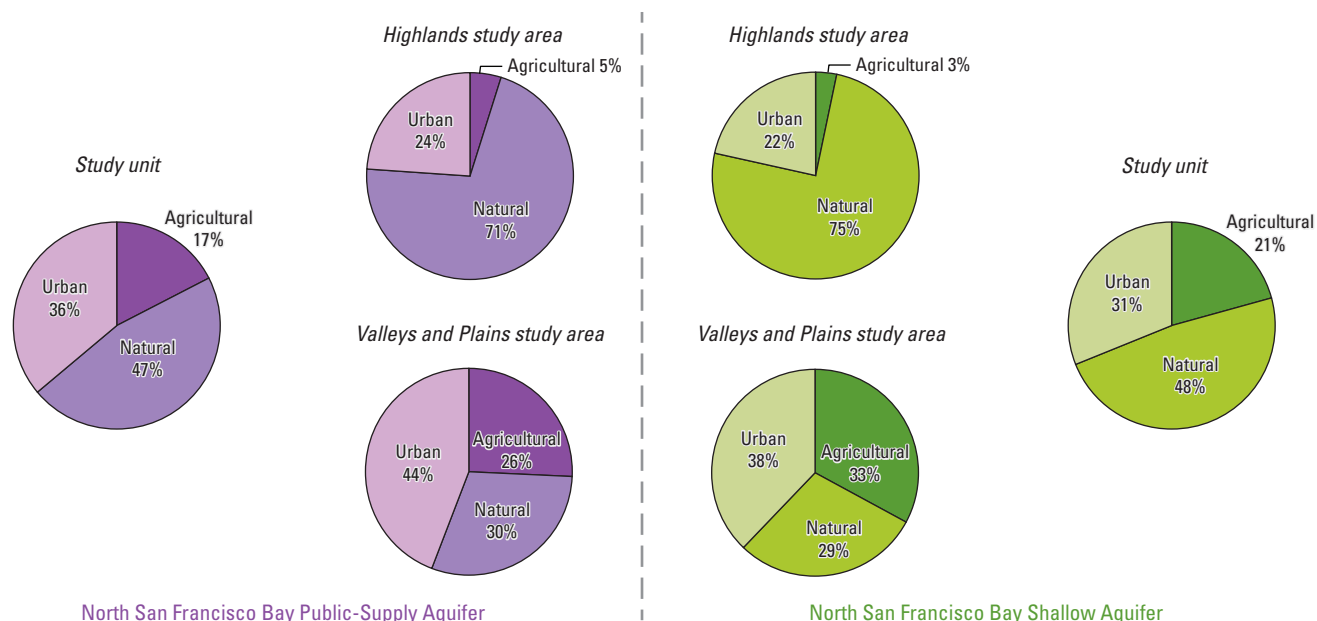 Study unit
Agricultural
17%
Urban
36%
Natural
47%
Highlands study area
Agricultural 5%
Urban
24%
Natural
71%
Valleys and Plains study area
Agricultural
26%
Urban
44%
Natural
30%
North San Francisco Bay Public-Supply Aquifer
Highlands study area
Agricultural 3%
Urban
22%
Natural
75%
Valleys and Plains study area
Urban
38%
Agricultural
33%
Natural
29%
Study unit
Agricultural
21%
Urban
31%
Natural
48%
North San Francisco Bay Shallow Aquifer